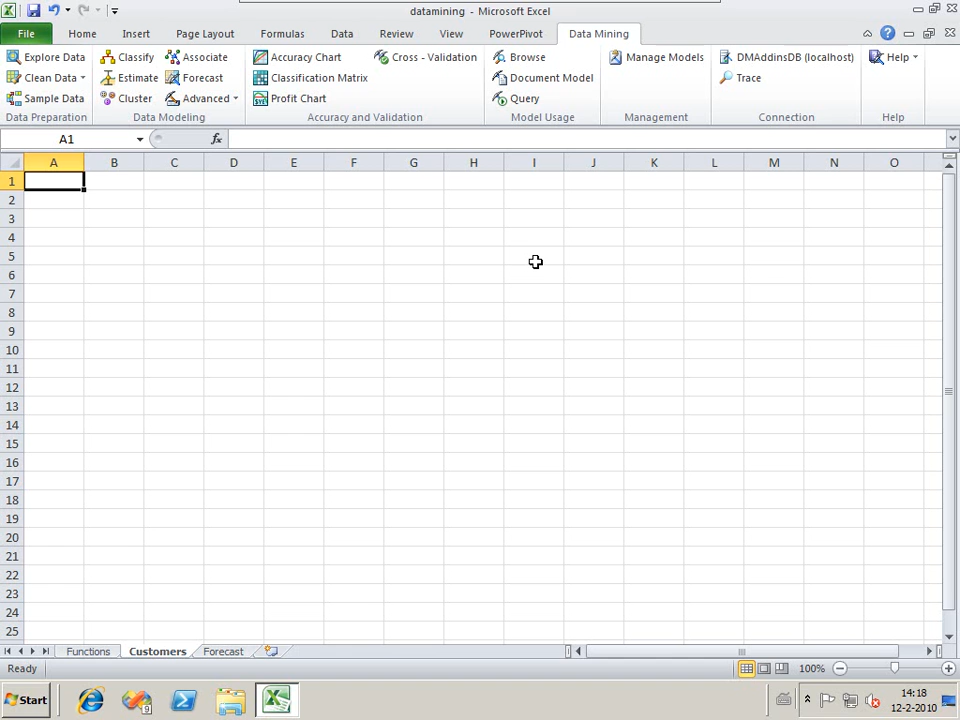 datamining - Microsoft Excel
File Home Insert Page Layout Formulas Data Review View PowerPivot Data Mining
Explore Data Classify Associate Accuracy Chart Cross - Validation Browse Manage Models DMAddinsDB (localhost) Help
Clean Data Estimate Forecast Classification Matrix Document Model Trace
Sample Data Cluster Advanced Profit Chart Query
Data Preparation Data Modeling Accuracy and Validation Model Usage Management Connection Help
A1 fx
A B C D E F G H I J K L M N O
1
2
3
4
5
6
7
8
9
10
11
12
13
14
15
16
17
18
19
20
21
22
23
24
25
Functions Customers Forecast
Ready 100%
Start 14:18
12-2-2010